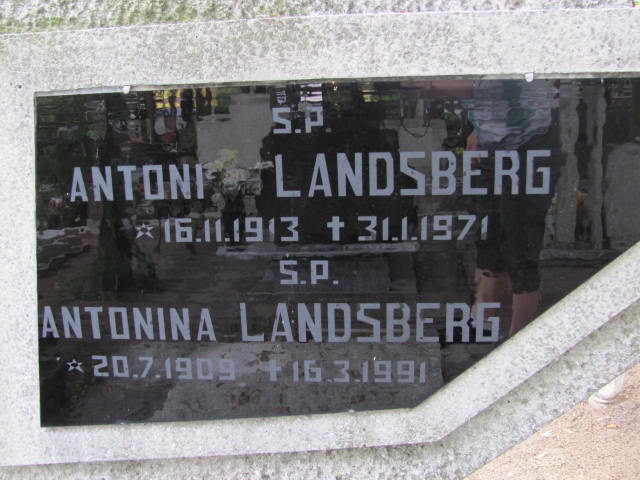 Ś.P.
ANTONI LANDSBERG
* 16.11.1913 ✝ 31.1.1971
Ś.P.
ANTONINA LANDSBERG
* 20.7.1909 ✝ 16.3.1991